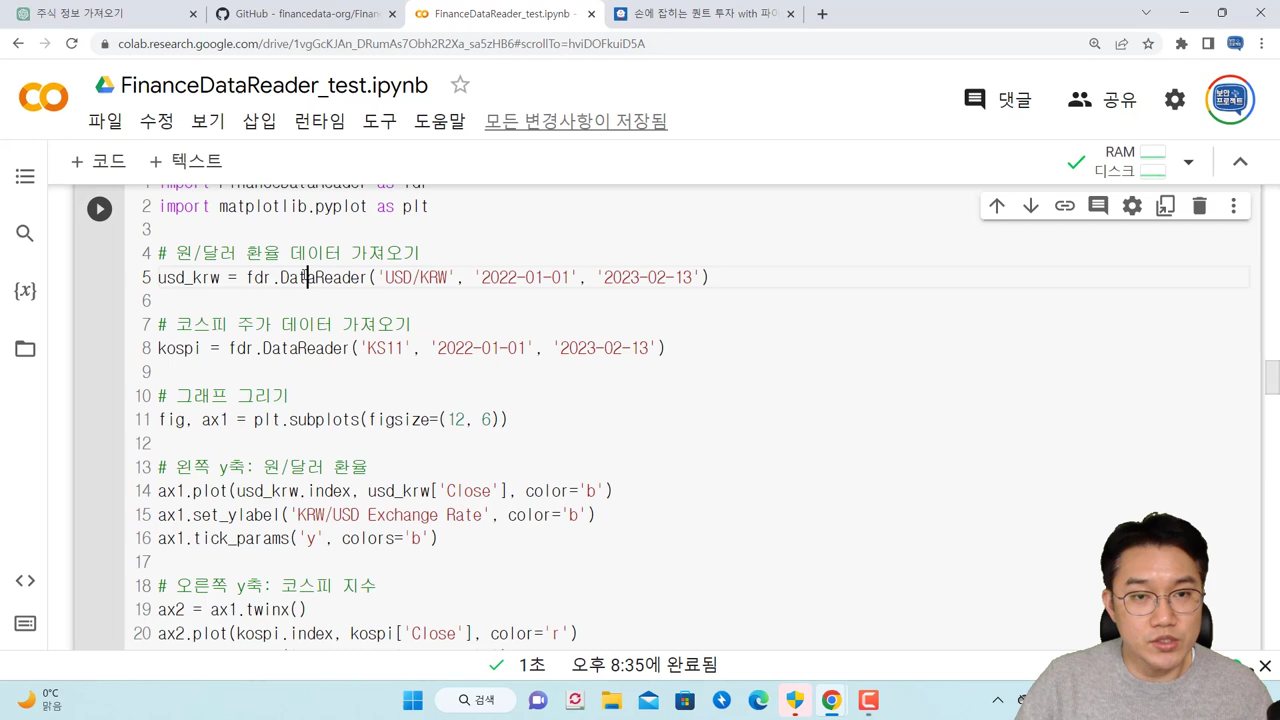 주식 정보 가져오기
GitHub - financedata-org/Finan
FinanceDataReader_test.ipynb -
손에 잡히는 퀀트 투자 with 파이
colab.research.google.com/drive/1vgGcKJAn_DRumAs7Obh2R2Xa_sa5zHB6#scrollTo=hviDOFkuiD5A
FinanceDataReader_test.ipynb
댓글
공유
보안
프로젝트
파일 수정 보기 삽입 런타임 도구 도움말 모든 변경사항이 저장됨
+ 코드 + 텍스트
RAM
디스크
1 import FinanceDataReader as fdr
2 import matplotlib.pyplot as plt
3
4 # 원/달러 환율 데이터 가져오기
5 usd_krw = fdr.DataReader('USD/KRW', '2022-01-01', '2023-02-13')
6
7 # 코스피 주가 데이터 가져오기
8 kospi = fdr.DataReader('KS11', '2022-01-01', '2023-02-13')
9
10 # 그래프 그리기
11 fig, ax1 = plt.subplots(figsize=(12, 6))
12
13 # 왼쪽 y축: 원/달러 환율
14 ax1.plot(usd_krw.index, usd_krw['Close'], color='b')
15 ax1.set_ylabel('KRW/USD Exchange Rate', color='b')
16 ax1.tick_params('y', colors='b')
17
18 # 오른쪽 y축: 코스피 지수
19 ax2 = ax1.twinx()
20 ax2.plot(kospi.index, kospi['Close'], color='r')
1초 오후 8:35에 완료됨
0°C
맑음
검색